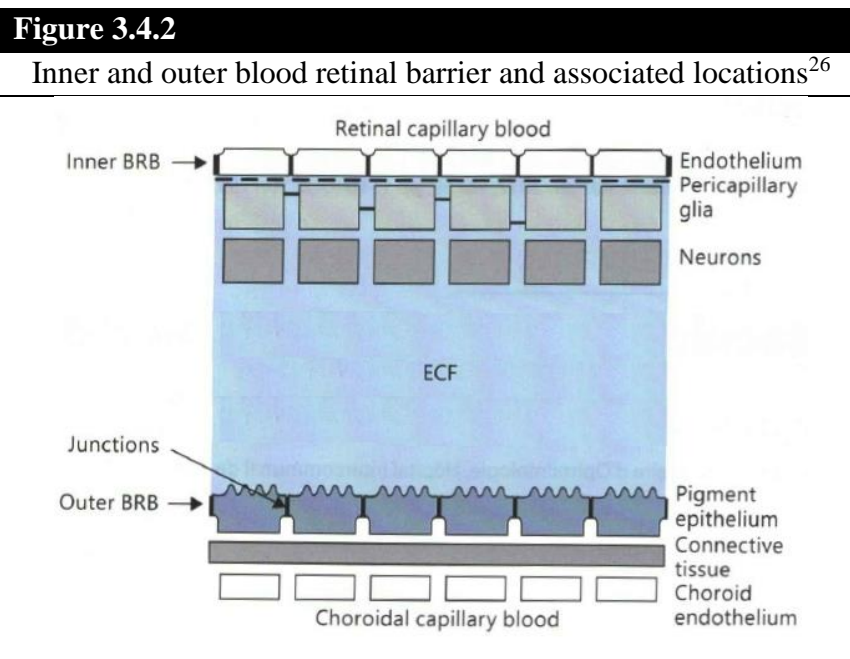 Figure 3.4.2
Inner and outer blood retinal barrier and associated locations26
Retinal capillary blood
Inner BRB
Endothelium
Pericapillary
glia
Neurons
ECF
Junctions
Outer BRB
Pigment
epithelium
Connective
tissue
Choroid
endothelium
Choroidal capillary blood